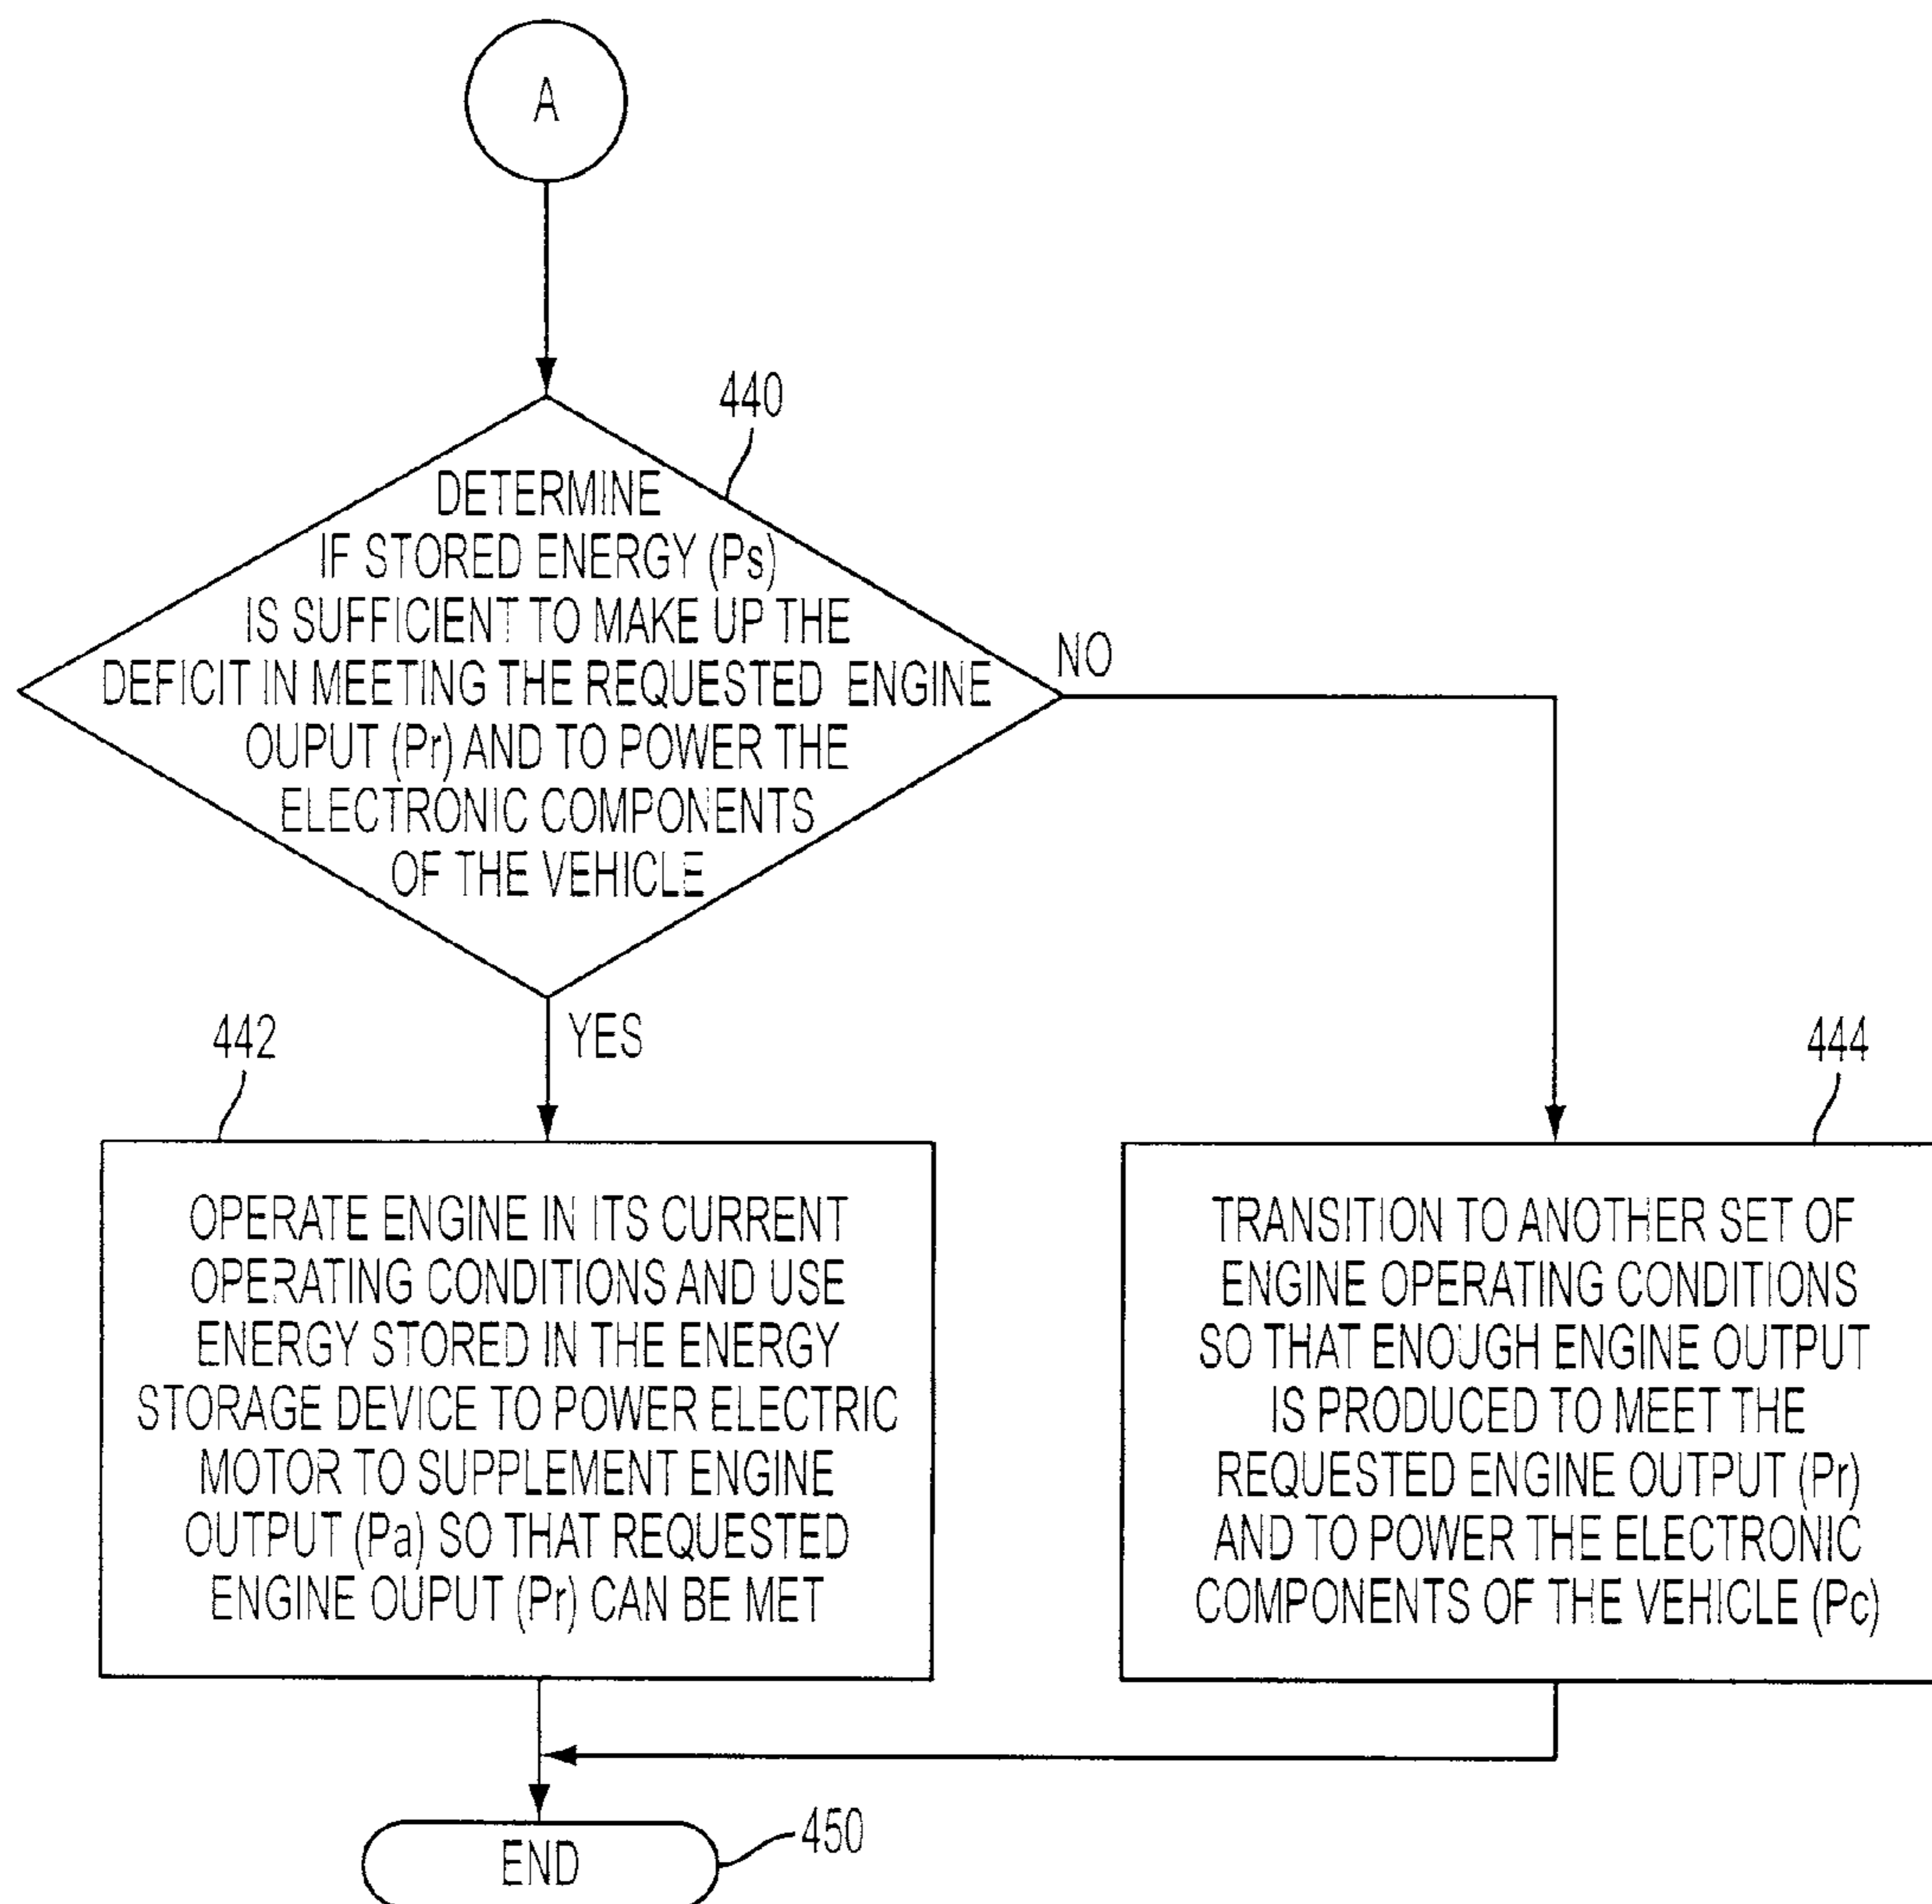 A
440
DETERMINE
IF STORED ENERGY (Ps)
IS SUFFICIENT TO MAKE UP THE
DEFICIT IN MEETING THE REQUESTED ENGINE
OUPUT (Pr) AND TO POWER THE
ELECTRONIC COMPONENTS
OF THE VEHICLE
NO
YES
442
OPERATE ENGINE IN ITS CURRENT
OPERATING CONDITIONS AND USE
ENERGY STORED IN THE ENERGY
STORAGE DEVICE TO POWER ELECTRIC
MOTOR TO SUPPLEMENT ENGINE
OUTPUT (Pa) SO THAT REQUESTED
ENGINE OUPUT (Pr) CAN BE MET
444
TRANSITION TO ANOTHER SET OF
ENGINE OPERATING CONDITIONS
SO THAT ENOUGH ENGINE OUTPUT
IS PRODUCED TO MEET THE
REQUESTED ENGINE OUTPUT (Pr)
AND TO POWER THE ELECTRONIC
COMPONENTS OF THE VEHICLE (Pc)
END
450